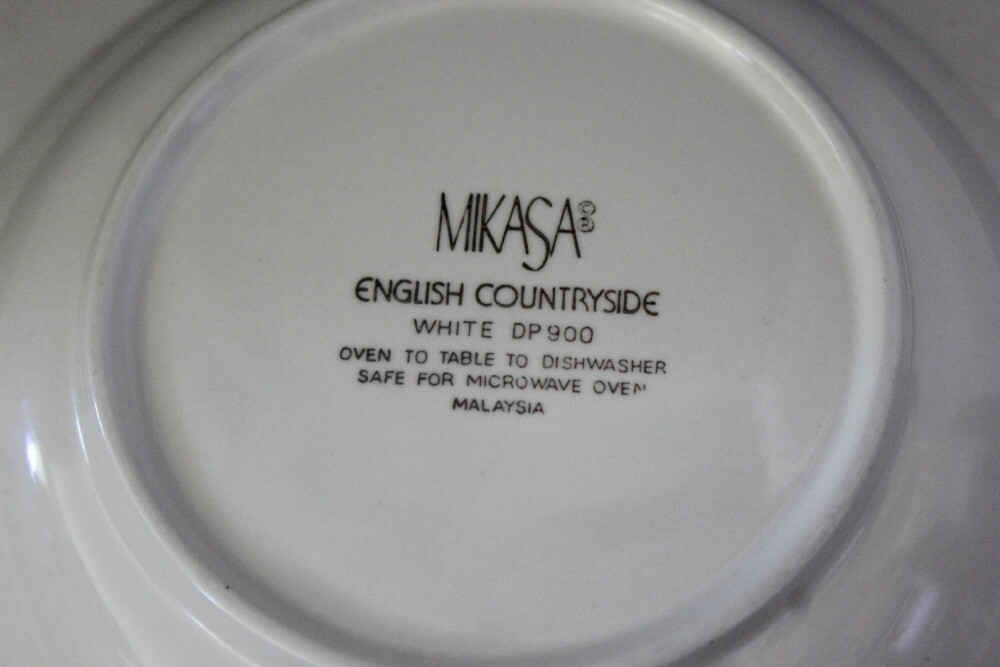 MIKASA©®
ENGLISH COUNTRYSIDE
WHITE DP900
OVEN TO TABLE TO DISHWASHER
SAFE FOR MICROWAVE OVEN
MALAYSIA